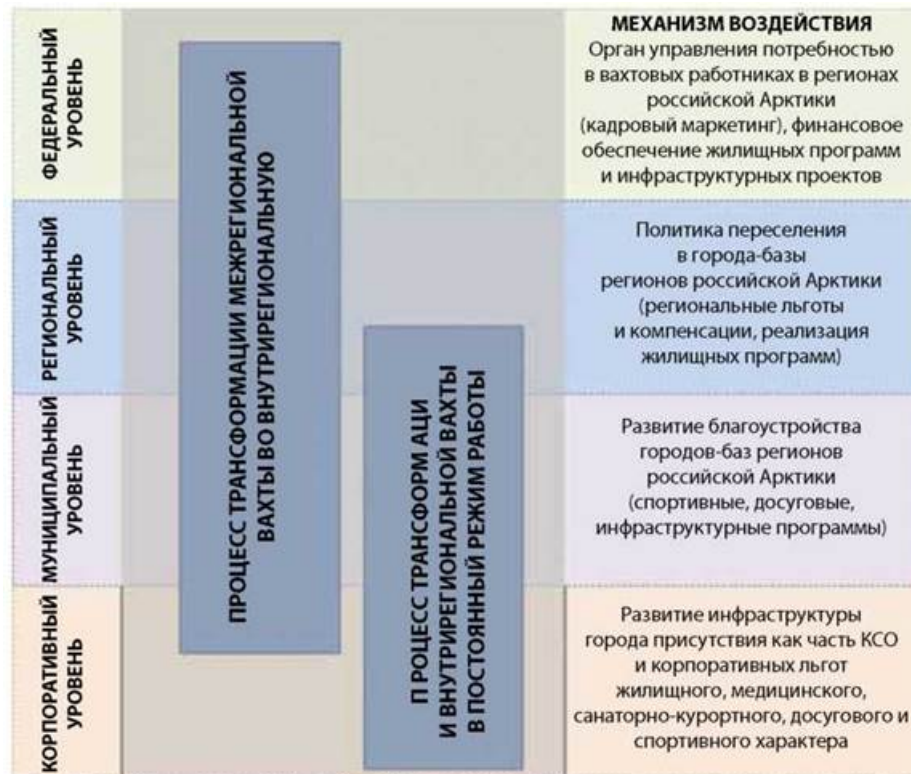 ФЕДЕРАЛЬНЫЙ
УРОВЕНЬ
РЕГИОНАЛЬНЫЙ
УРОВЕНЬ
МУНИЦИПАЛЬНЫЙ
УРОВЕНЬ
КОРПОРАТИВНЫЙ
УРОВЕНЬ
ПРОЦЕСС ТРАНСФОРМАЦИИ МЕЖРЕГИОНАЛЬНОЙ
ВАХТЫ ВО ВНУТРИРЕГИОНАЛЬНУЮ
П РОЦЕСС ТРАНСФОРМ АЦИ
И ВНУТРИРЕГИОНАЛЬНОЙ ВАХТЫ
В ПОСТОЯННЫЙ РЕЖИМ РАБОТЫ
МЕХАНИЗМ ВОЗДЕЙСТВИЯ
Орган управления потребностью
в вахтовых работниках в регионах
российской Арктики
(кадровый маркетинг), финансовое
обеспечение жилищных программ
и инфраструктурных проектов
Политика переселения
в города-базы
регионов российской Арктики
(региональные льготы
и компенсации, реализация
жилищных программ)
Развитие благоустройства
городов-баз регионов
российской Арктики
(спортивные, досуговые,
инфраструктурные программы)
Развитие инфраструктуры
города присутствия как часть КСО
и корпоративных льгот
жилищного, медицинского,
санаторно-курортного, досугового и
спортивного характера